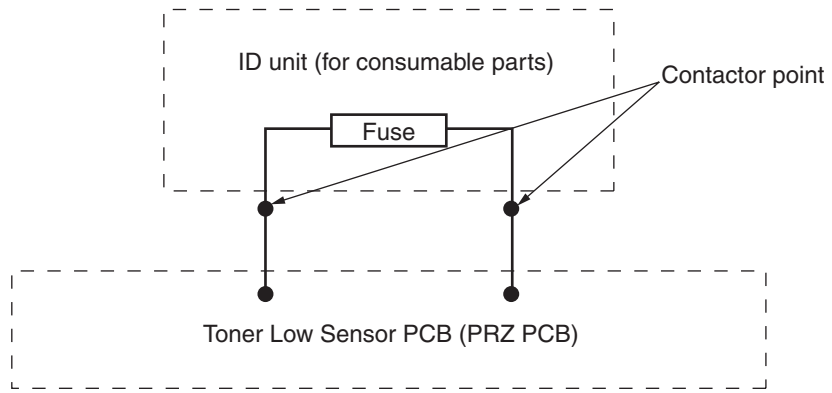 ID unit (for consumable parts)
Contactor point
Fuse
Toner Low Sensor PCB (PRZ PCB)